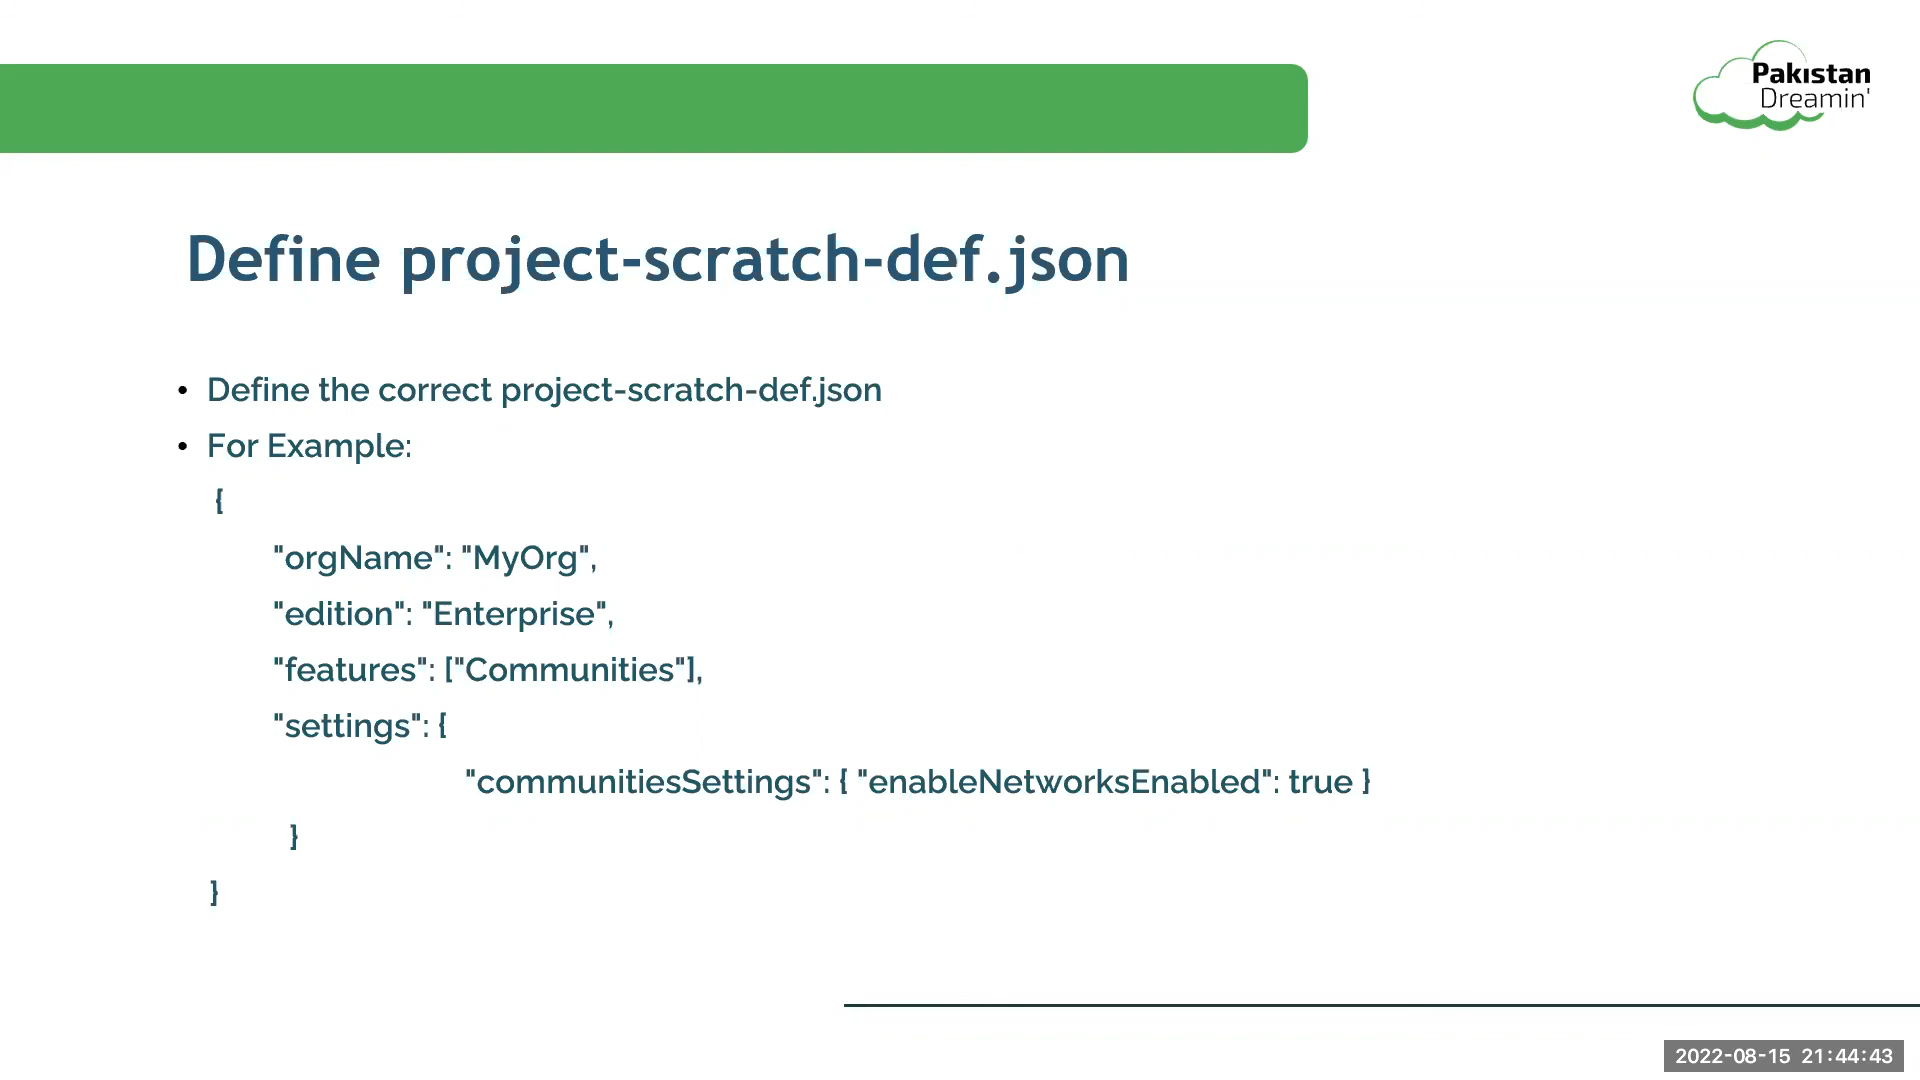 Pakistan
Dreamin'
Define project-scratch-def.json
• Define the correct project-scratch-def.json
• For Example:
{
"orgName": "MyOrg",
"edition": "Enterprise",
"features": ["Communities"],
"settings": {
"communitiesSettings": { "enableNetworksEnabled": true }
}
}
2022-08-15 21:44:43